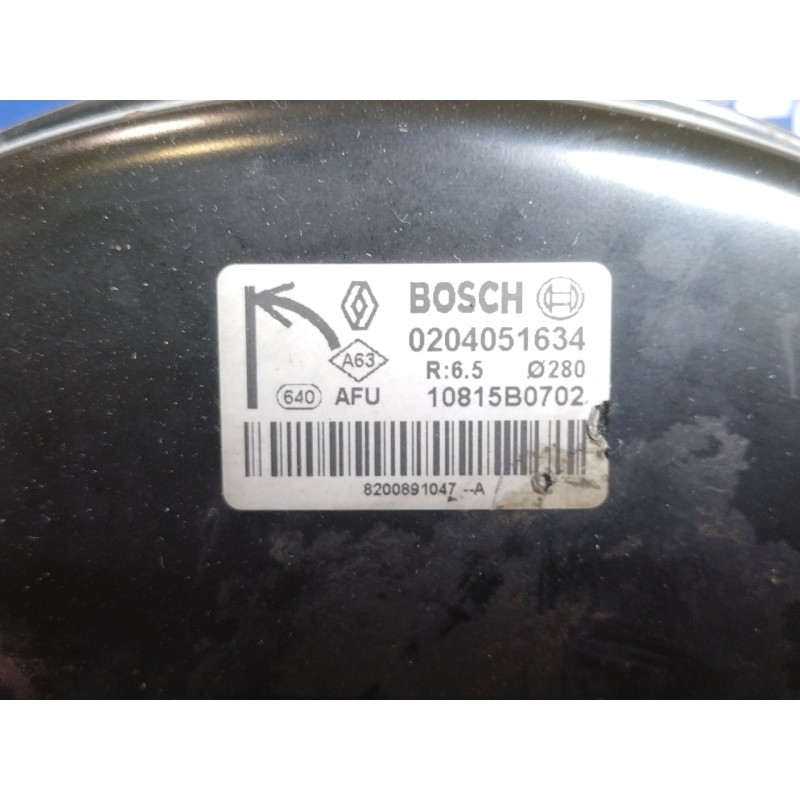 BOSCH
0204051634
A63
R:6.5 Ø280
640 AFU 10815B0702
8200891047 --A